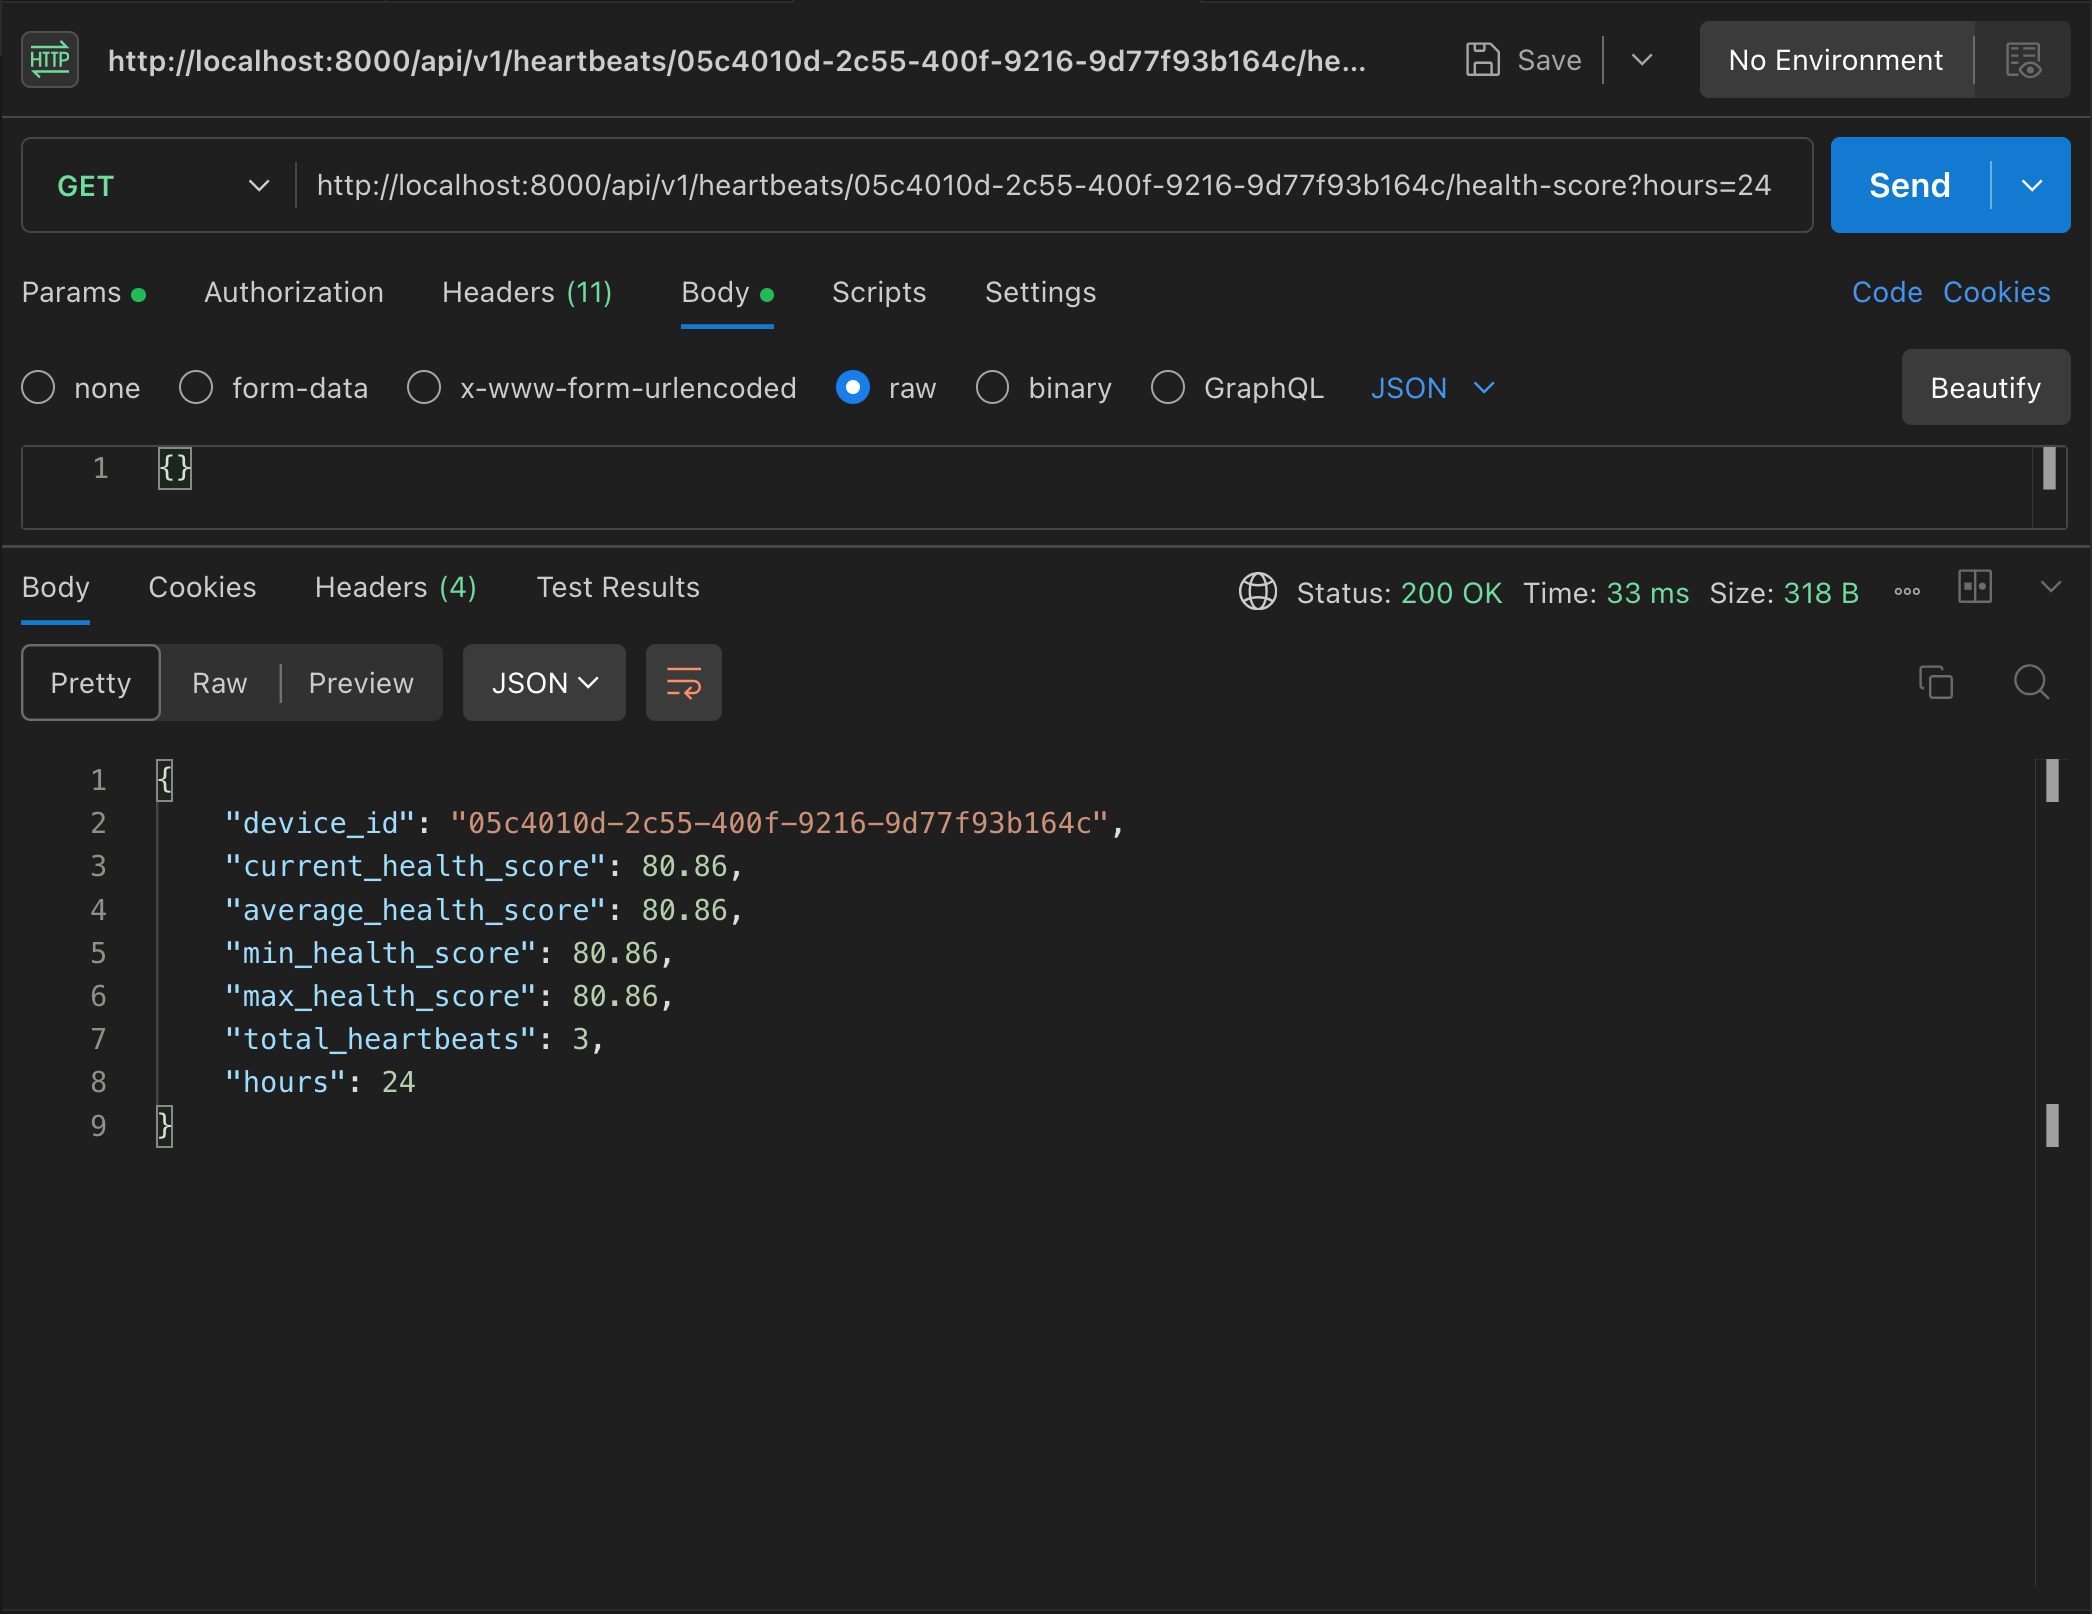 HTTP http://localhost:8000/api/v1/heartbeats/05c4010d-2c55-400f-9216-9d77f93b164c/he... Save No Environment
GET http://localhost:8000/api/v1/heartbeats/05c4010d-2c55-400f-9216-9d77f93b164c/health-score?hours=24 Send
Params Authorization Headers (11) Body Scripts Settings Code Cookies
none form-data x-www-form-urlencoded raw binary GraphQL JSON Beautify
1 {}
Body Cookies Headers (4) Test Results Status: 200 OK Time: 33 ms Size: 318 B
Pretty Raw Preview JSON
1 {
2 "device_id": "05c4010d-2c55-400f-9216-9d77f93b164c",
3 "current_health_score": 80.86,
4 "average_health_score": 80.86,
5 "min_health_score": 80.86,
6 "max_health_score": 80.86,
7 "total_heartbeats": 3,
8 "hours": 24
9 }